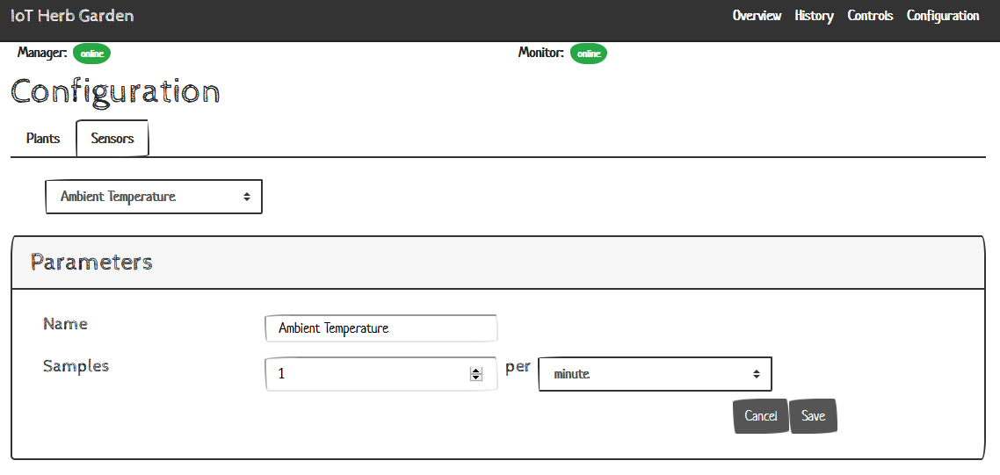 IoT Herb Garden Overview History Controls Configuration
Manager: online Monitor: online
Configuration
Plants Sensors
Ambient Temperature
Parameters
Name Ambient Temperature
Samples 1 per minute
Cancel Save